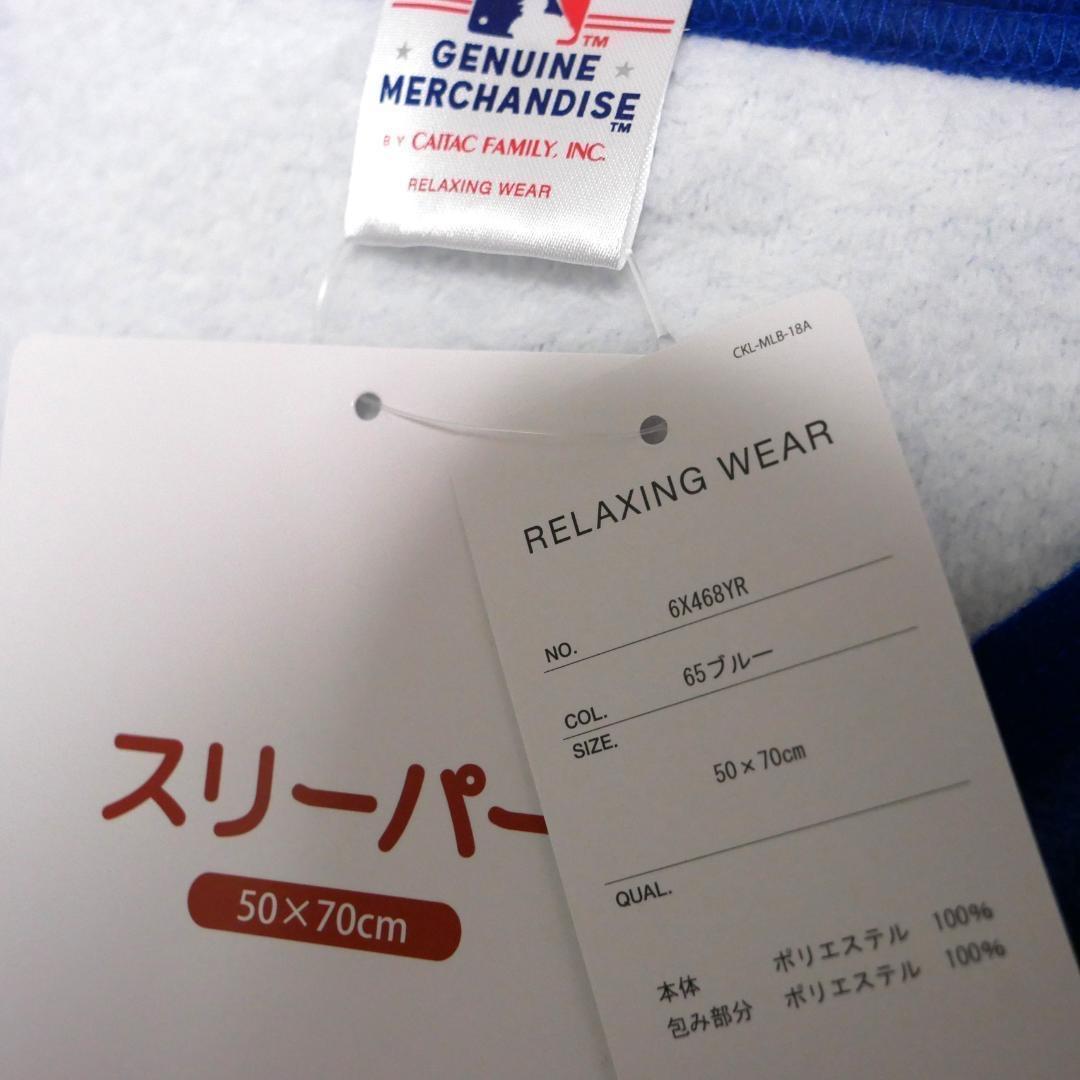 TM
GENUINE
MERCHANDISE
TM
BY CAITAC FAMILY, INC.
RELAXING WEAR
CKL-MLB-18A
RELAXING WEAR
NO. 6X468YR
COL. 65ブルー
SIZE.
50×70cm
QUAL.
本体 ポリエステル 100%
包み部分 ポリエステル 100%
スリーパー
50×70cm